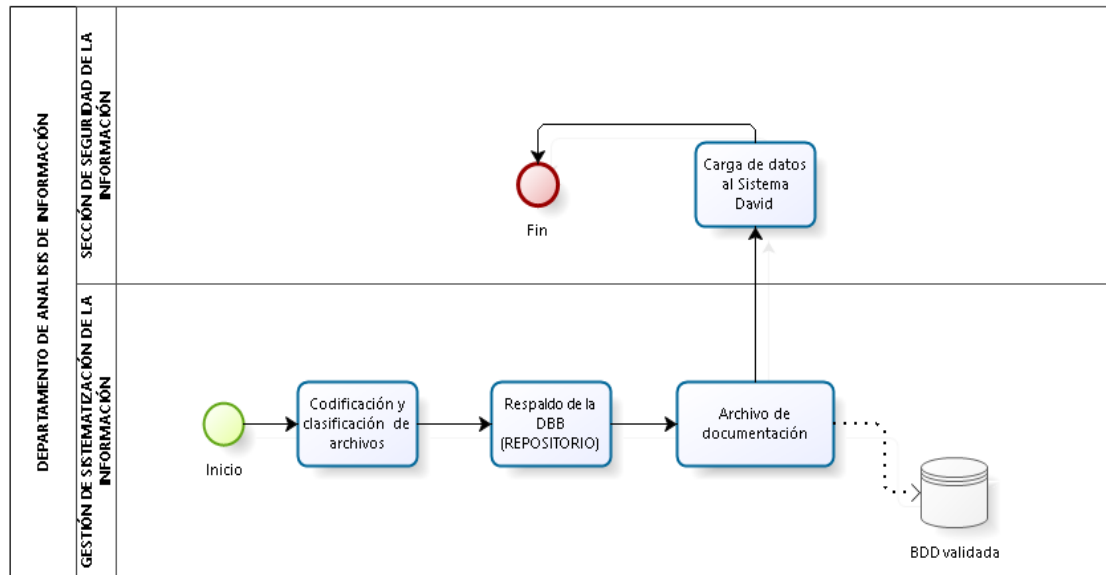 DEPARTAMENTO DE ANALISIS DE INFORMACIÓN
SECCIÓN DE SEGURIDAD DE LA
INFORMACIÓN
Carga de datos
al Sistema
David
Fin
GESTIÓN DE SISTEMATIZACIÓN DE LA
INFORMACIÓN
Inicio
Codificación y
clasificación de
archivos
Respaldo de la
DBB
(REPOSITORIO)
Archivo de
documentación
BDD validada